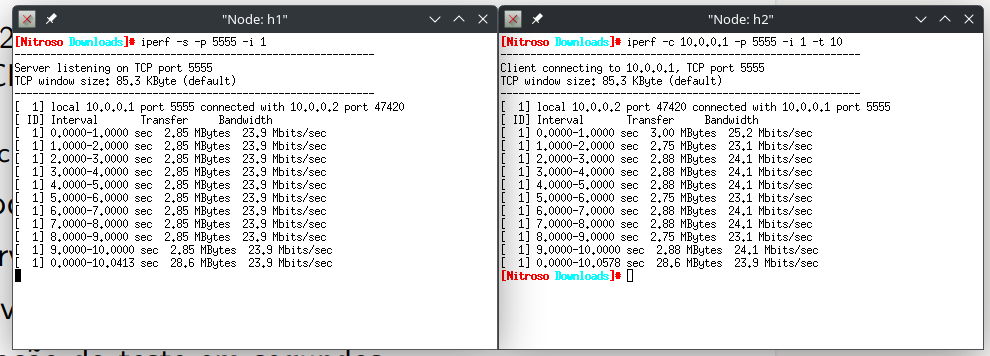 "Node: h1"
[Nitroso Downloads]# iperf -s -p 5555 -i 1
------------------------------------------------------------
Server listening on TCP port 5555
TCP window size: 85.3 KByte (default)
------------------------------------------------------------
[  1] local 10.0.0.1 port 5555 connected with 10.0.0.2 port 47420
[ ID] Interval       Transfer     Bandwidth
[  1] 0.0000-1.0000 sec  2.85 MBytes  23.9 Mbits/sec
[  1] 1.0000-2.0000 sec  2.85 MBytes  23.9 Mbits/sec
[  1] 2.0000-3.0000 sec  2.85 MBytes  23.9 Mbits/sec
[  1] 3.0000-4.0000 sec  2.85 MBytes  23.9 Mbits/sec
[  1] 4.0000-5.0000 sec  2.85 MBytes  23.9 Mbits/sec
[  1] 5.0000-6.0000 sec  2.85 MBytes  23.9 Mbits/sec
[  1] 6.0000-7.0000 sec  2.85 MBytes  23.9 Mbits/sec
[  1] 7.0000-8.0000 sec  2.85 MBytes  23.9 Mbits/sec
[  1] 8.0000-9.0000 sec  2.85 MBytes  23.9 Mbits/sec
[  1] 9.0000-10.0000 sec  2.85 MBytes  23.9 Mbits/sec
[  1] 0.0000-10.0413 sec  28.6 MBytes  23.9 Mbits/sec
"Node: h2"
[Nitroso Downloads]# iperf -c 10.0.0.1 -p 5555 -i 1 -t 10
------------------------------------------------------------
Client connecting to 10.0.0.1, TCP port 5555
TCP window size: 85.3 KByte (default)
------------------------------------------------------------
[  1] local 10.0.0.2 port 47420 connected with 10.0.0.1 port 5555
[ ID] Interval       Transfer     Bandwidth
[  1] 0.0000-1.0000 sec  3.00 MBytes  25.2 Mbits/sec
[  1] 1.0000-2.0000 sec  2.75 MBytes  23.1 Mbits/sec
[  1] 2.0000-3.0000 sec  2.88 MBytes  24.1 Mbits/sec
[  1] 3.0000-4.0000 sec  2.88 MBytes  24.1 Mbits/sec
[  1] 4.0000-5.0000 sec  2.88 MBytes  24.1 Mbits/sec
[  1] 5.0000-6.0000 sec  2.75 MBytes  23.1 Mbits/sec
[  1] 6.0000-7.0000 sec  2.88 MBytes  24.1 Mbits/sec
[  1] 7.0000-8.0000 sec  2.88 MBytes  24.1 Mbits/sec
[  1] 8.0000-9.0000 sec  2.75 MBytes  23.1 Mbits/sec
[  1] 9.0000-10.0000 sec  2.88 MBytes  24.1 Mbits/sec
[  1] 0.0000-10.0578 sec  28.6 MBytes  23.9 Mbits/sec
[Nitroso Downloads]#
do teste em segundos